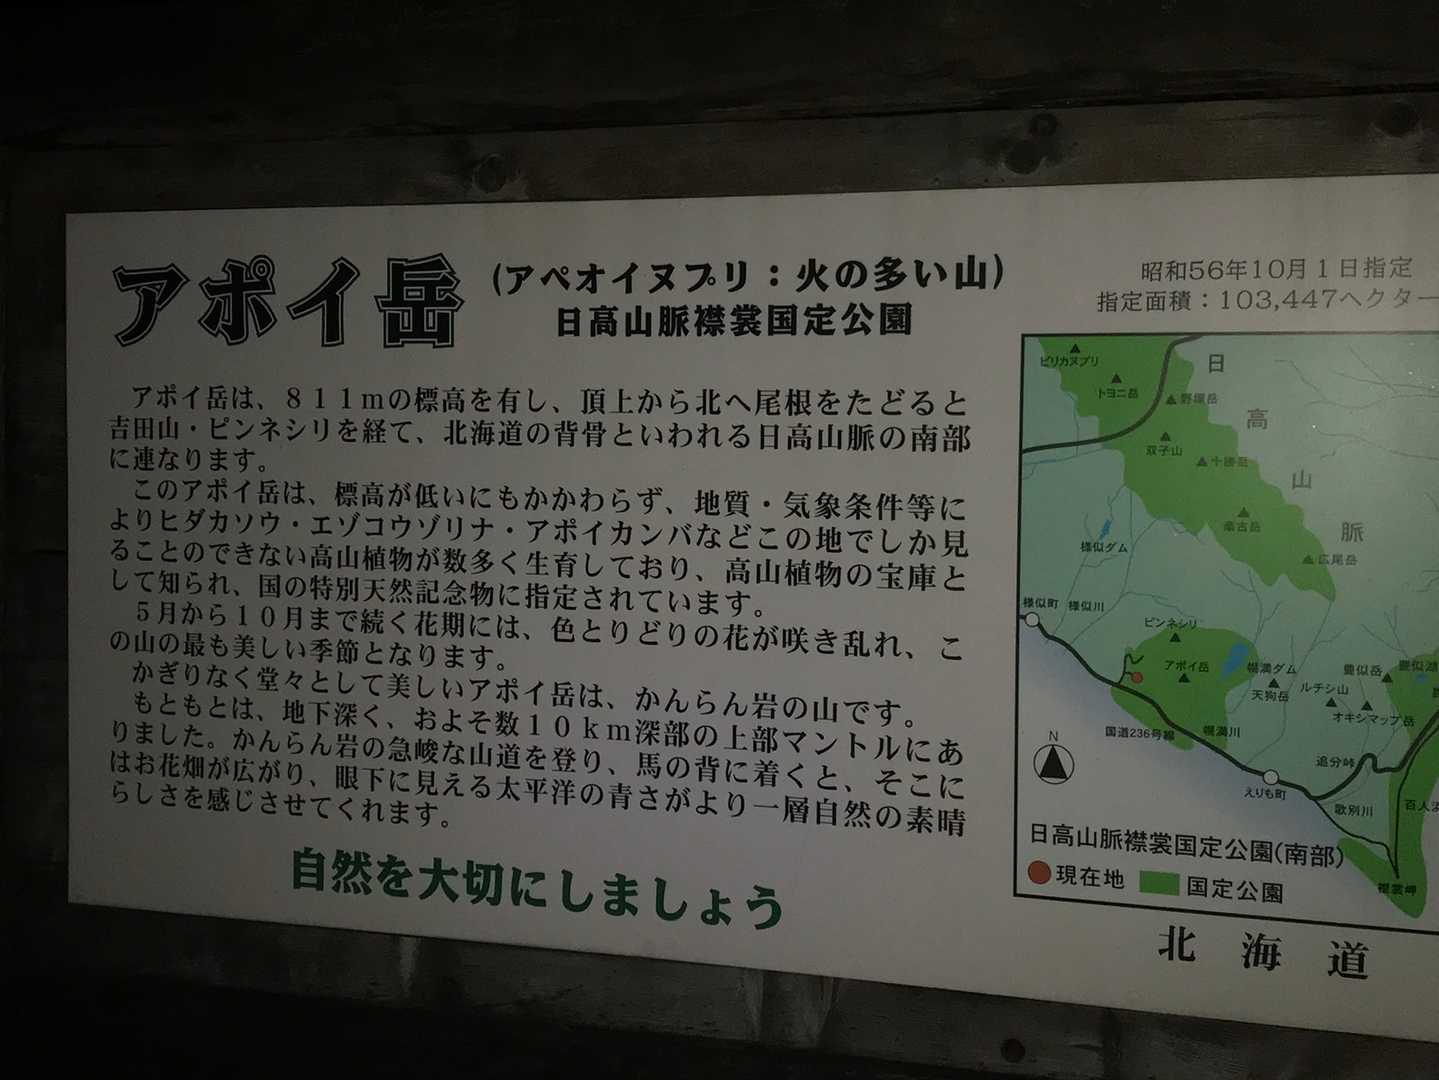 アポイ岳
(アペオイヌプリ：火の多い山)
日高山脈襟裳国定公園
アポイ岳は、８１１mの標高を有し、頂上から北へ尾根をたどると
吉田山・ピンネシリを経て、北海道の背骨といわれる日高山脈の南部
に連なります。
このアポイ岳は、標高が低いにもかかわらず、地質・気象条件等に
よりヒダカソウ・エゾコウゾリナ・アポイカンバなどこの地でしか見
ることのできない高山植物が数多く生育しており、高山植物の宝庫と
して知られ、国の特別天然記念物に指定されています。
５月から１０月まで続く花期には、色とりどりの花が咲き乱れ、こ
の山の最も美しい季節となります。
かぎりなく堂々として美しいアポイ岳は、かんらん岩の山です。
もともとは、地下深く、およそ数１０ｋｍ深部の上部マントルにあ
りました。かんらん岩の急峻な山道を登り、馬の背に着くと、そこに
はお花畑が広がり、眼下に見える太平洋の青さがより一層自然の素晴
らしさを感じさせてくれます。
自然を大切にしましょう
昭和56年10月１日指定
指定面積：103,447ヘクター
ピリカヌプリ
トヨニ岳
野塚岳
双子山
十勝岳
楽古岳
広尾岳
日
高
山
脈
様似ダム
様似町
様似川
ピンネシリ
アポイ岳
幌満ダム
天狗岳
ルチシ山
豊似岳
豊似湖
オキシマップ岳
国道236号線
幌満川
追分峠
えりも町
歌別川
百人
襟裳岬
N
日高山脈襟裳国定公園(南部)
現在地
国定公園
北海道